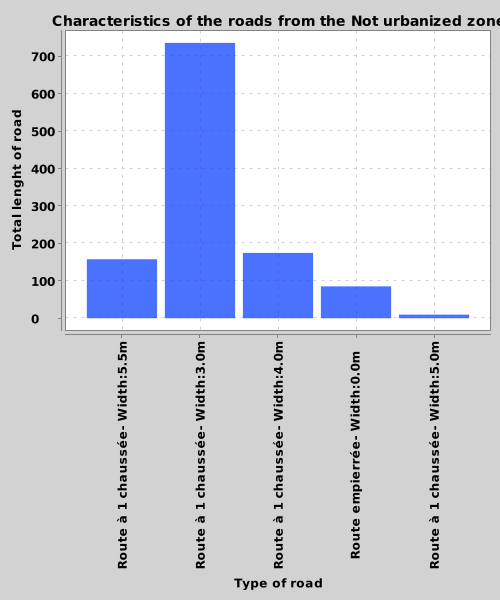 Characteristics of the roads from the Not urbanized zone
Total lenght of road
700
600
500
400
300
200
100
0
Route à 1 chaussée- Width:5.5m
Route à 1 chaussée- Width:3.0m
Route à 1 chaussée- Width:4.0m
Route empierrée- Width:0.0m
Route à 1 chaussée- Width:5.0m
Type of road